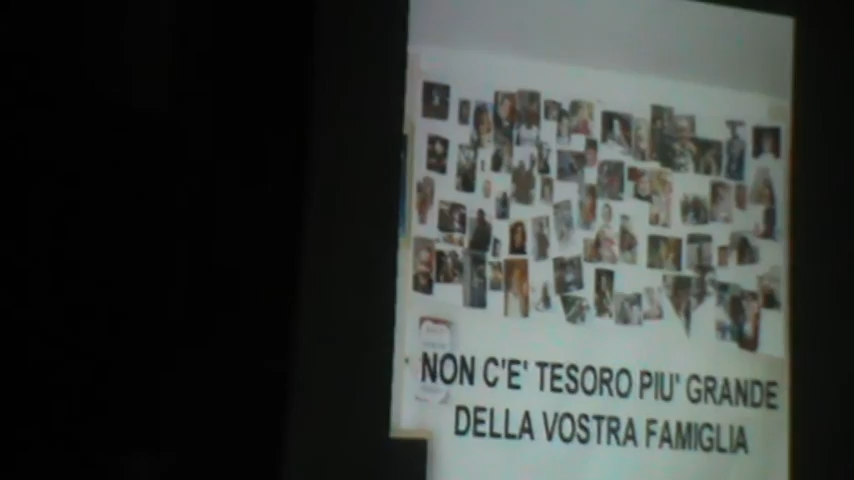 NON C'E' TESORO PIU' GRANDE
DELLA VOSTRA FAMIGLIA